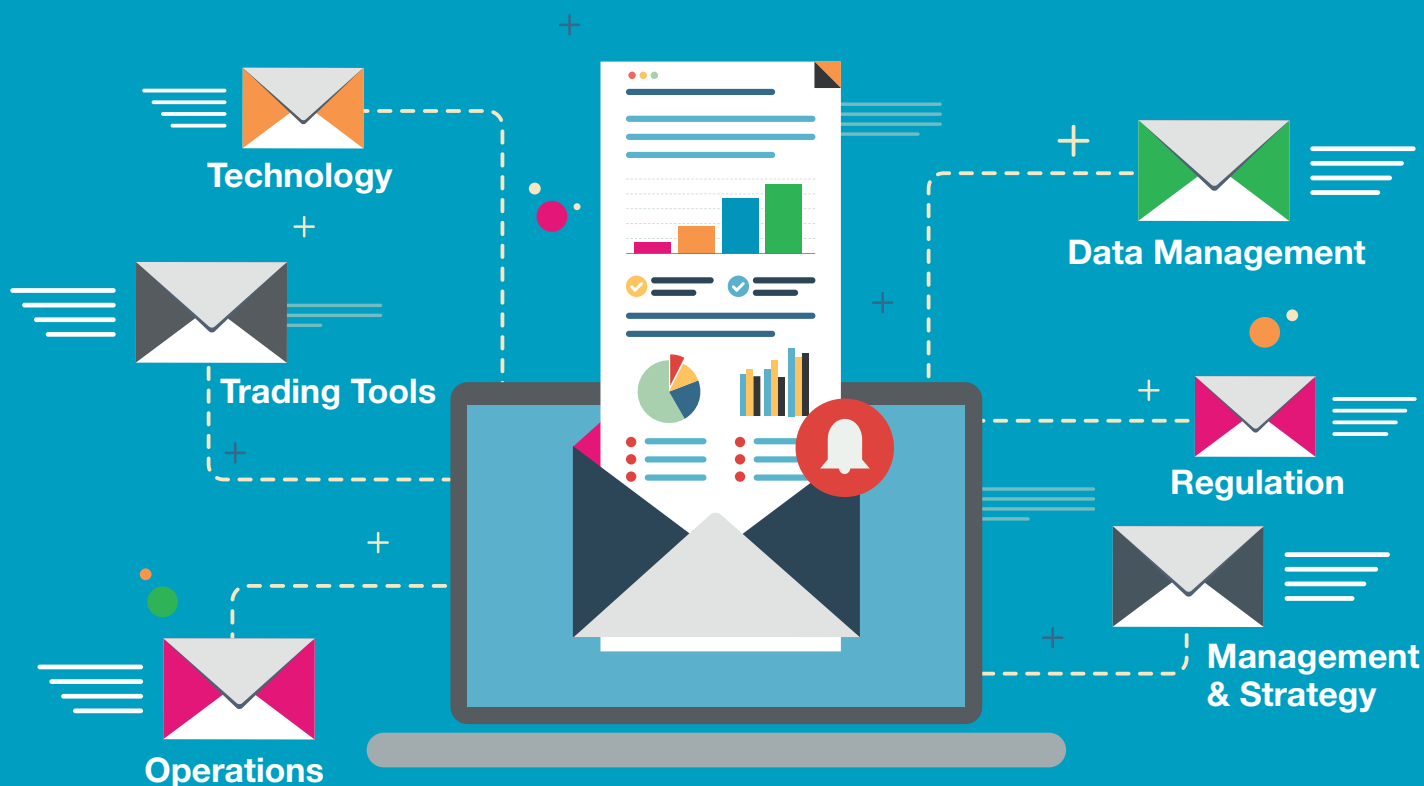 Technology
Data Management
Trading Tools
Regulation
Management
& Strategy
Operations